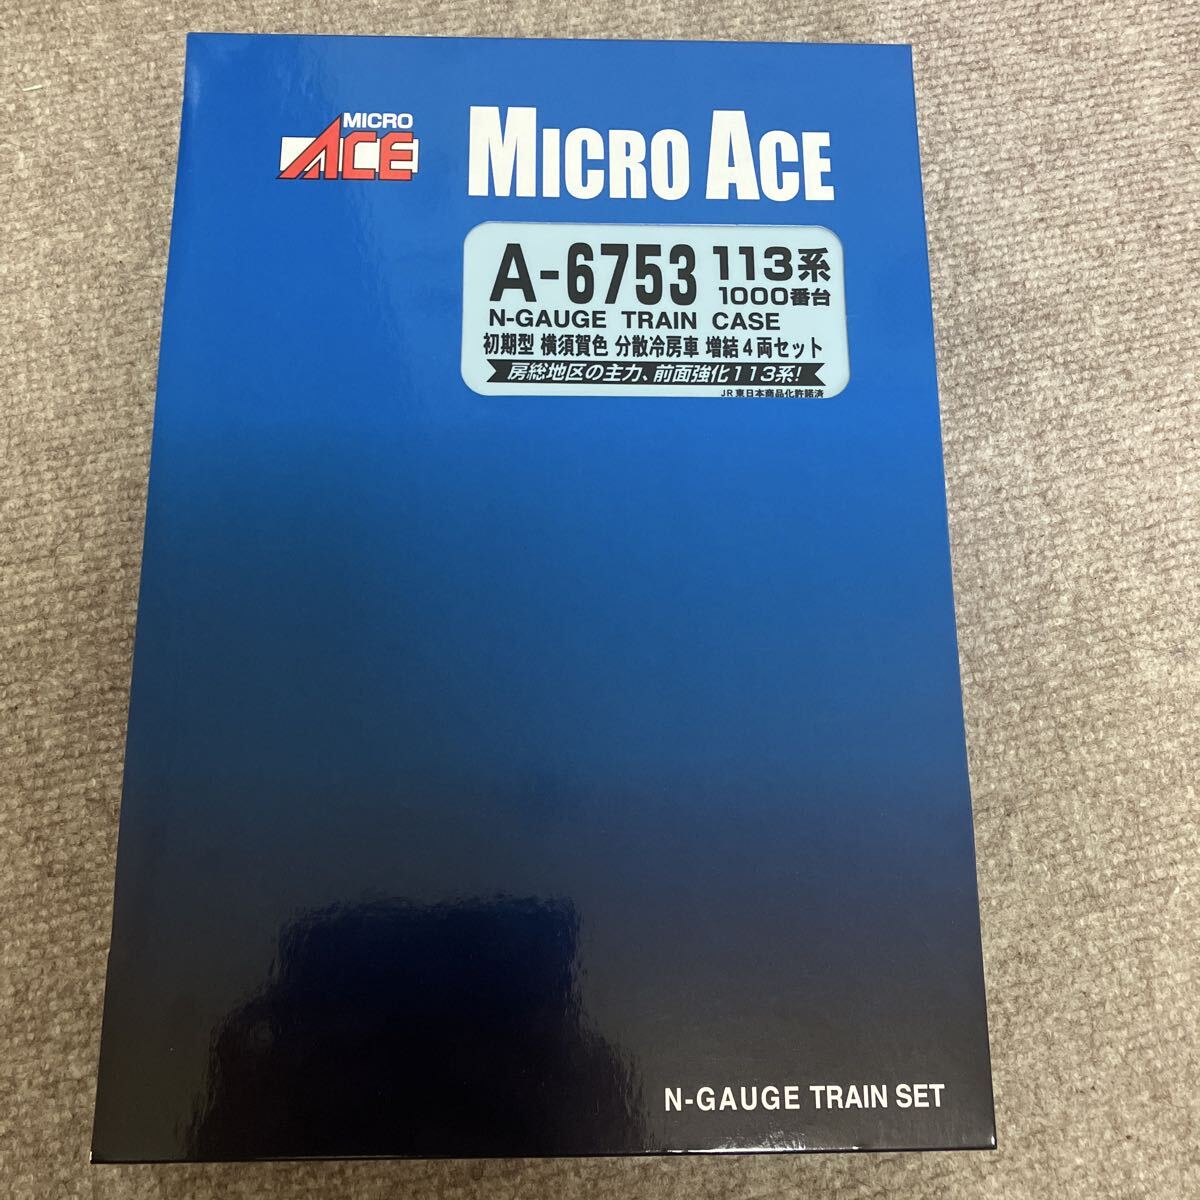 MICRO
ACE
MICRO ACE
A-6753 113系
1000番台
N-GAUGE TRAIN CASE
初期型 横須賀色 分散冷房車 増結4両セット
房総地区の主力、前面強化113系!
JR東日本商品化許諾済
N-GAUGE TRAIN SET